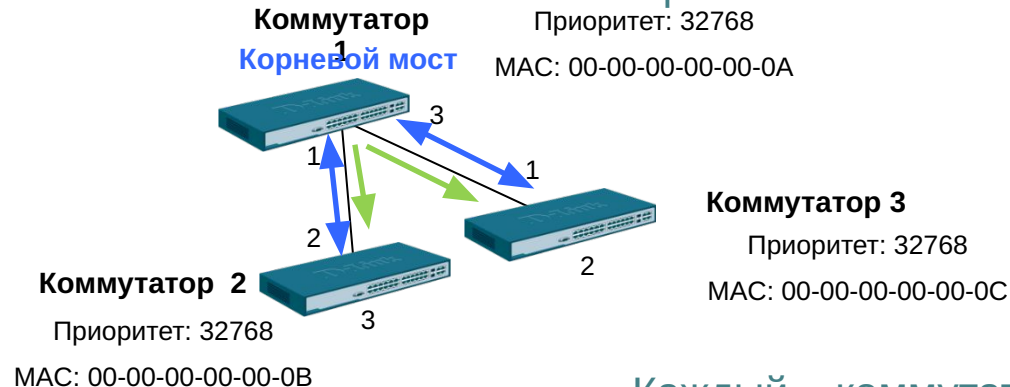 Коммутатор
1
Корневой мост
Приоритет: 32768
MAC: 00-00-00-00-00-0A
3
1
1
2
Коммутатор 3
Приоритет: 32768
MAC: 00-00-00-00-00-0C
2
Коммутатор 2
3
Приоритет: 32768
MAC: 00-00-00-00-00-0B